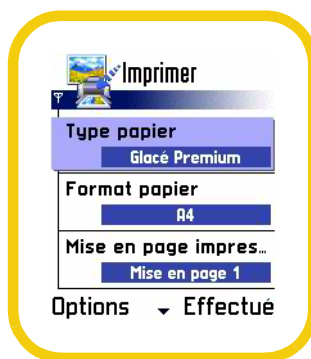 Imprimer
Type papier
Glacé Premium
Format papier
A4
Mise en page impres…
Mise en page 1
Options Effectué